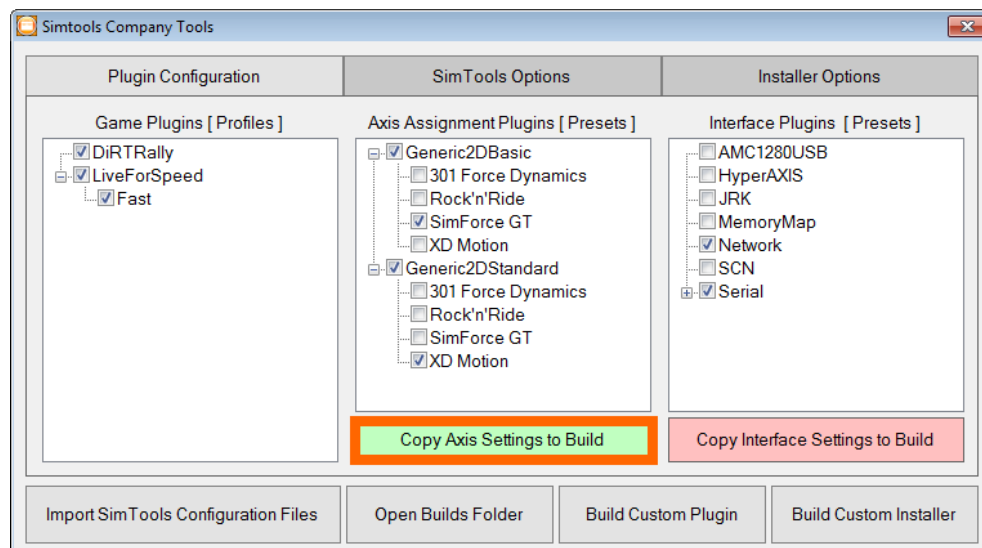 Simtools Company Tools
Plugin Configuration
SimTools Options
Installer Options
Game Plugins [ Profiles ]
DiRTRally
LiveForSpeed
Fast
Axis Assignment Plugins [ Presets ]
Generic2DBasic
301 Force Dynamics
Rock'n'Ride
SimForce GT
XD Motion
Generic2DStandard
301 Force Dynamics
Rock'n'Ride
SimForce GT
XD Motion
Copy Axis Settings to Build
Interface Plugins [ Presets ]
AMC1280USB
HyperAXIS
JRK
MemoryMap
Network
SCN
Serial
Copy Interface Settings to Build
Import SimTools Configuration Files
Open Builds Folder
Build Custom Plugin
Build Custom Installer